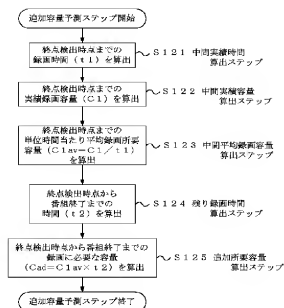 追加容量予測ステップ開始
終点検出時点までの
録画時間(t1)を算出
S121 中間実績時間
算出ステップ
終点検出時点までの
実績録画容量(C1)を算出
S122 中間実績容量
算出ステップ
終点検出時点までの
単位時間当たり平均録画所要
容量(C1av=C1/t1)
を算出
S123 中間平均録画容量
算出ステップ
終点検出時点から
番組終了までの
時間(t2)を算出
S124 残り録画時間
算出ステップ
終点検出時点から番組終了までの
録画に必要な容量
(Cad=C1av×t2)を算出
S125 追加所要容量
算出ステップ
追加容量予測ステップ終了